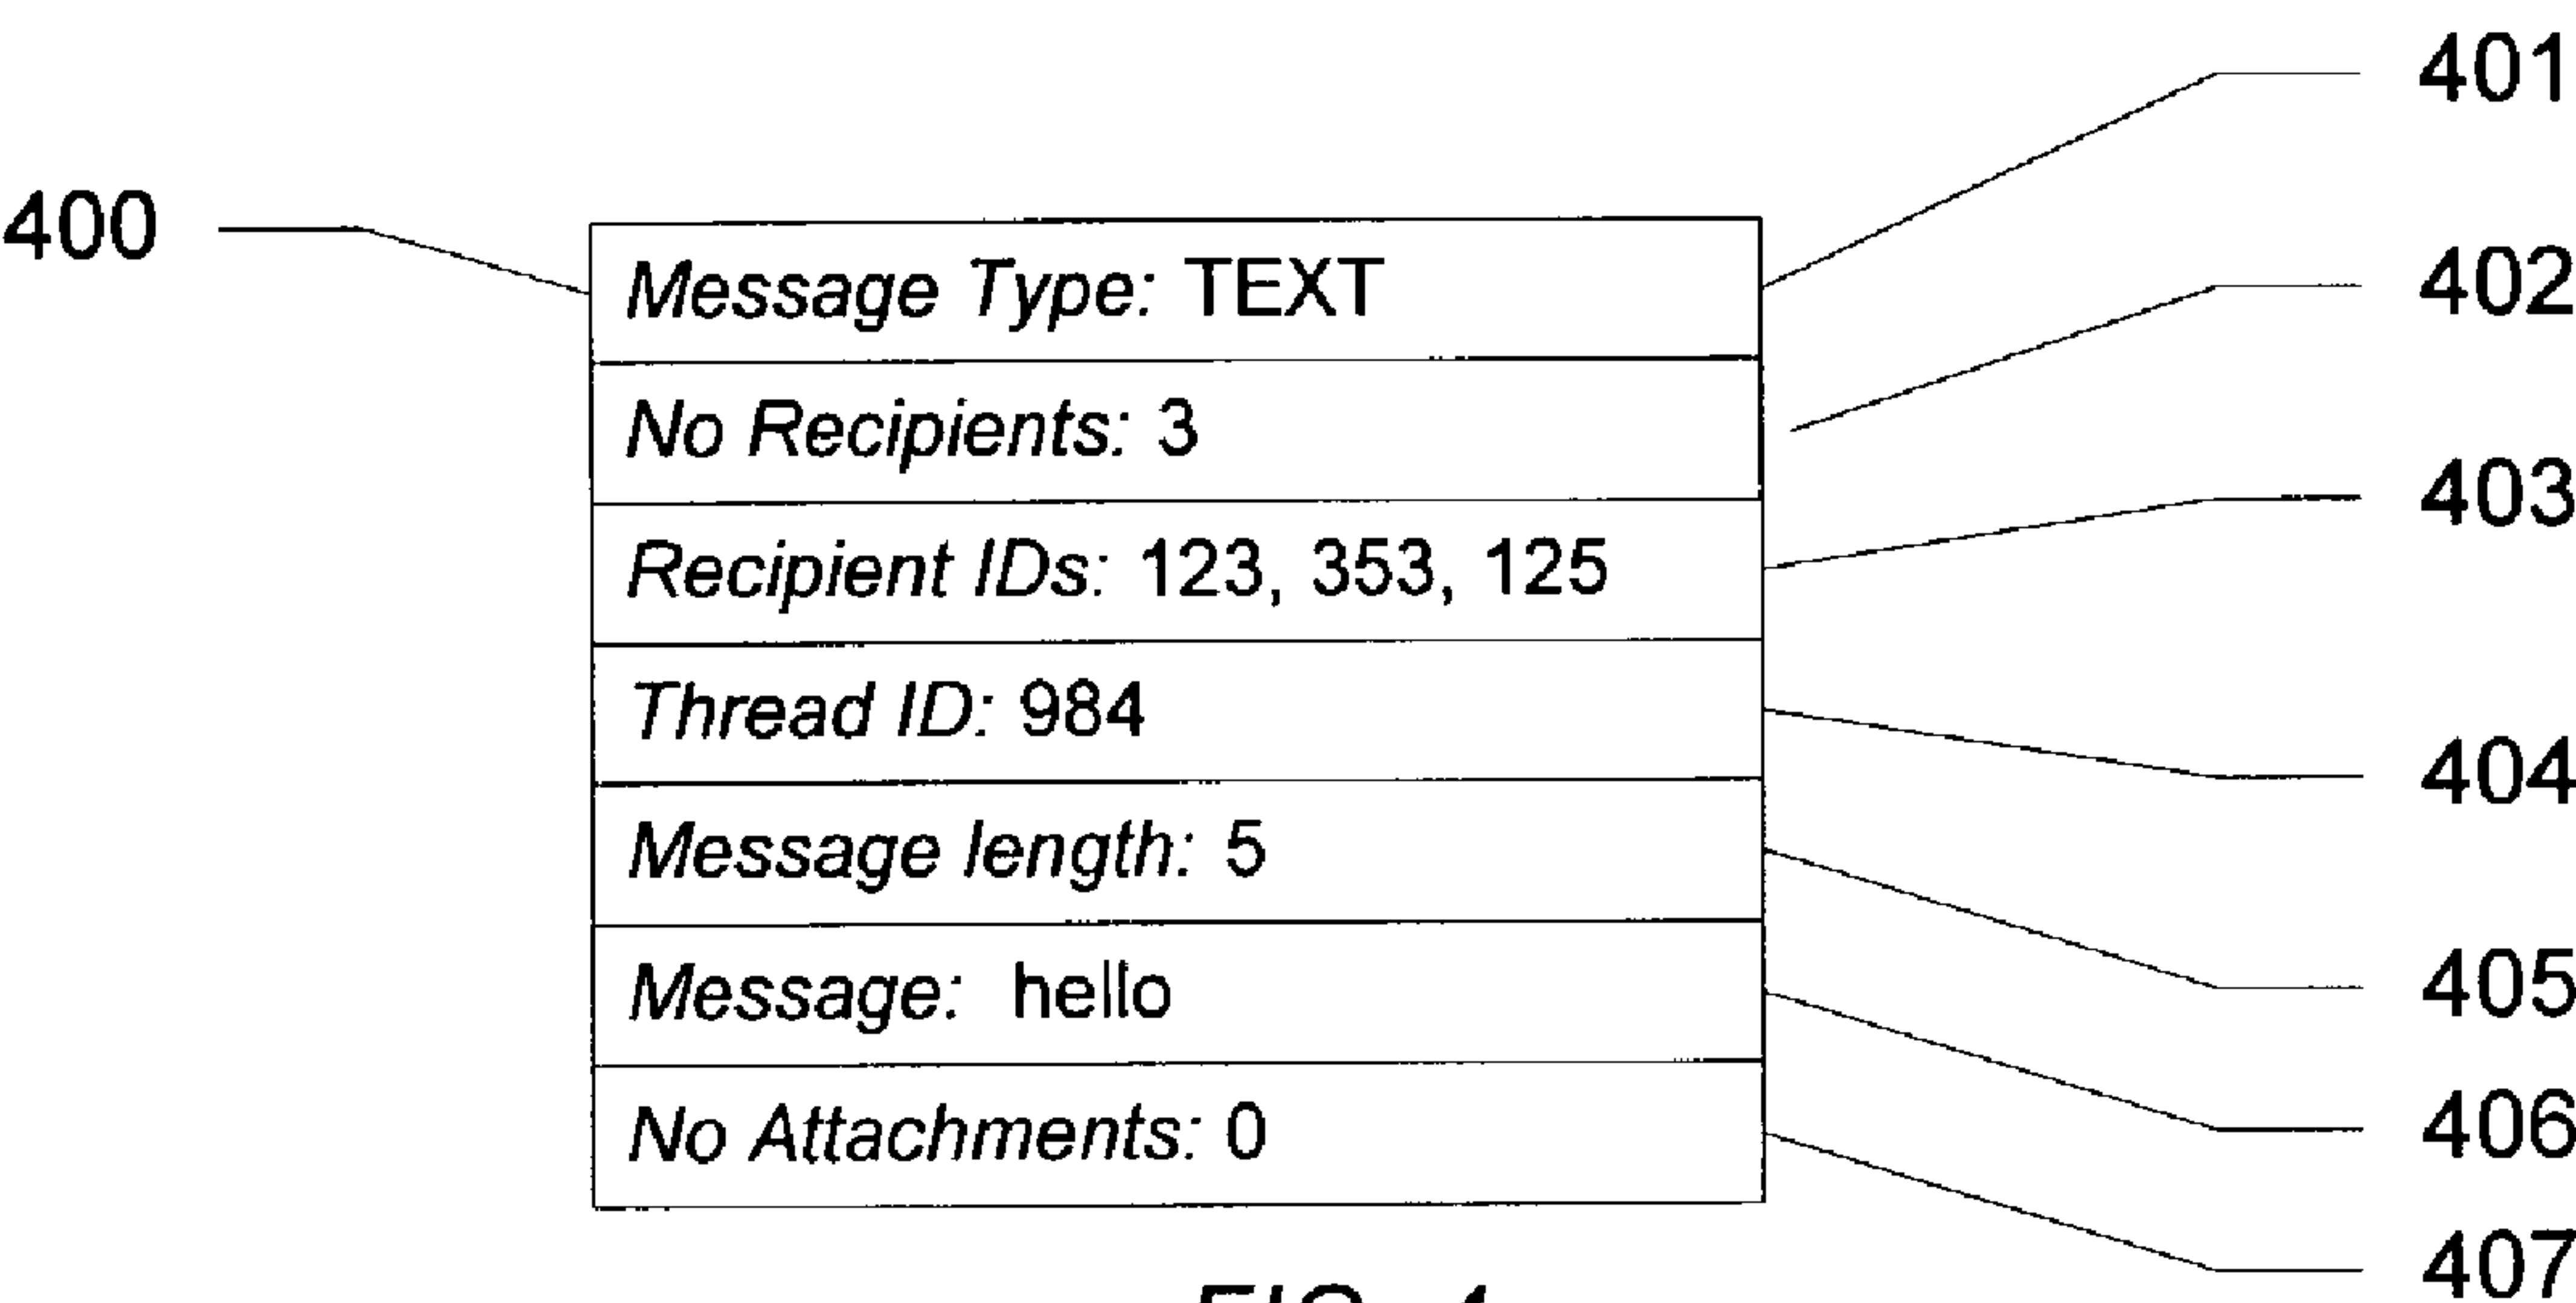 401
400
Message Type: TEXT
402
No Recipients: 3
403
Recipient IDs: 123, 353, 125
Thread ID: 984
404
Message length: 5
405
Message: hello
406
No Attachments: 0
407